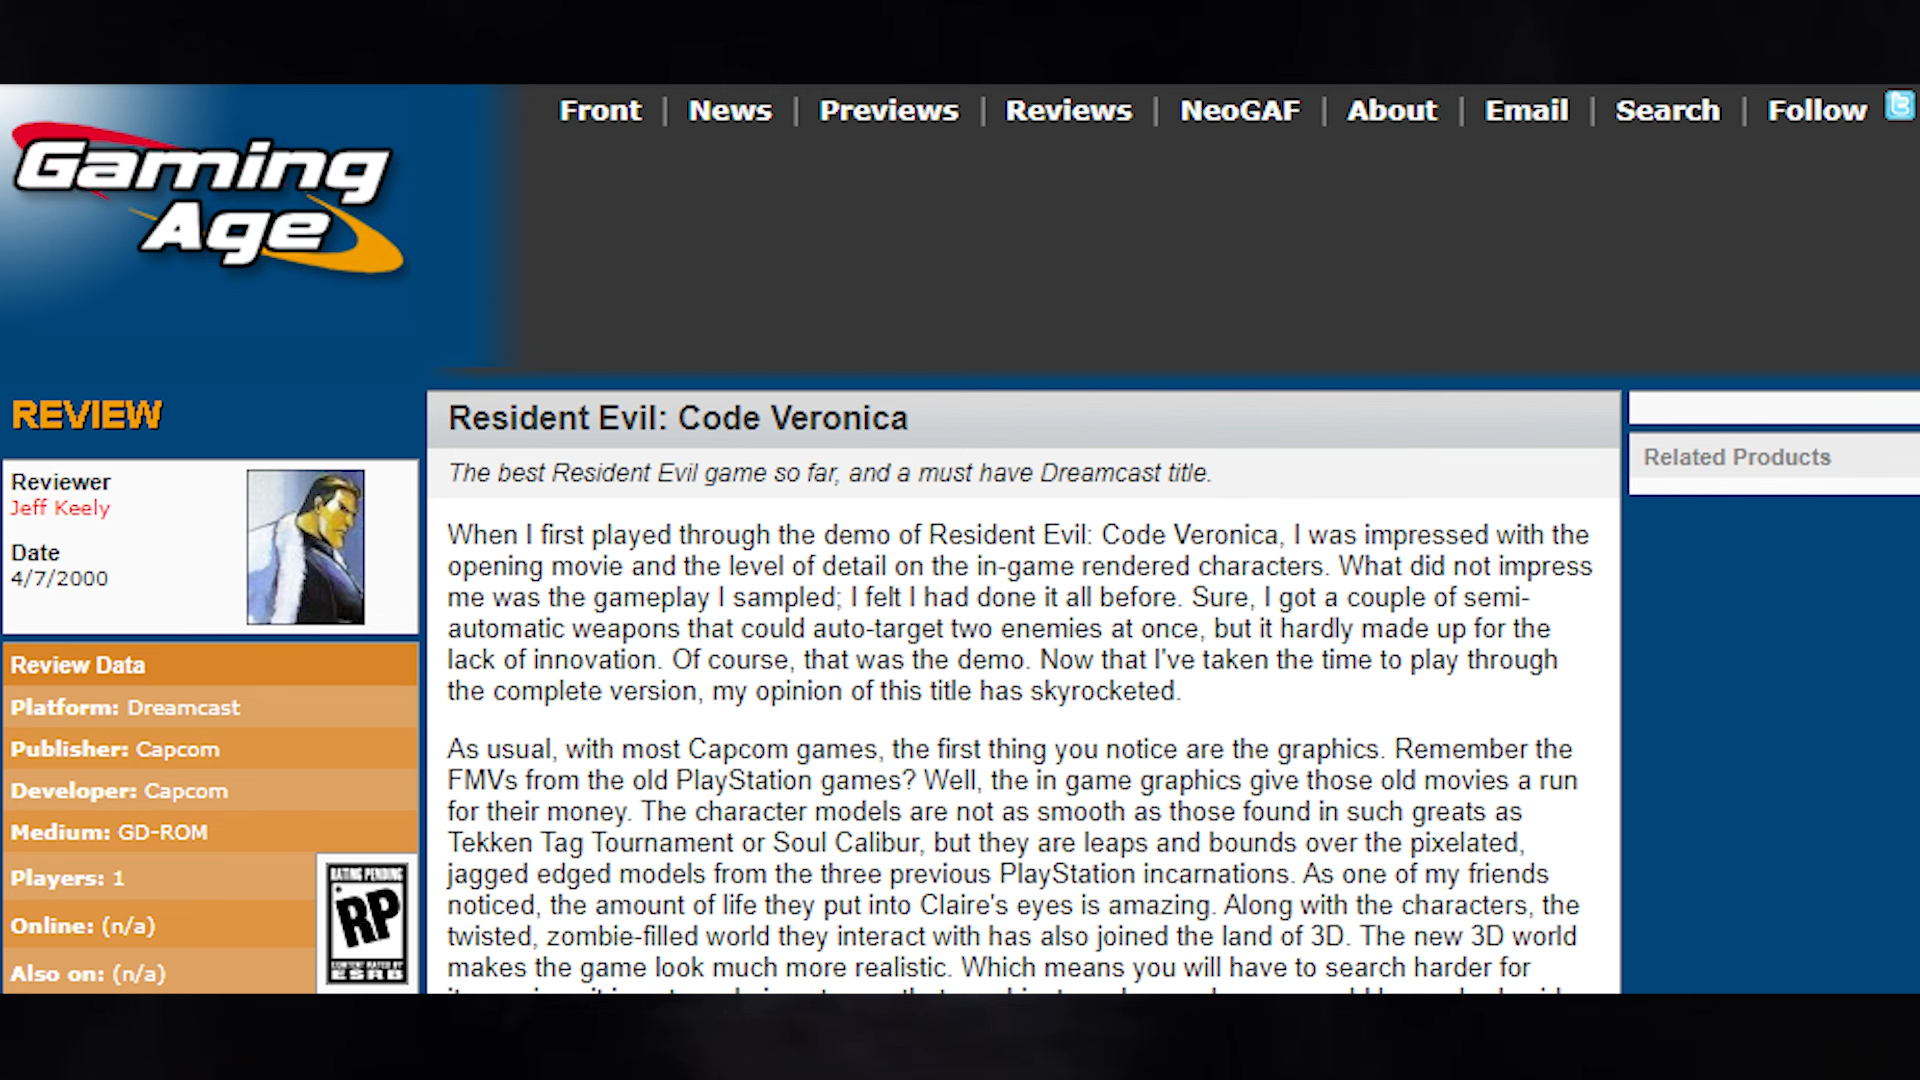 Front | News | Previews | Reviews | NeoGAF | About | Email | Search | Follow
Gaming
Age
REVIEW
Reviewer
Jeff Keely
Date
4/7/2000
Review Data
Platform: Dreamcast
Publisher: Capcom
Developer: Capcom
Medium: GD-ROM
Players: 1
Online: (n/a)
Also on: (n/a)
RATING PENDING
RP
CONTENT RATED BY
ESRB
Resident Evil: Code Veronica
The best Resident Evil game so far, and a must have Dreamcast title.
When I first played through the demo of Resident Evil: Code Veronica, I was impressed with the
opening movie and the level of detail on the in-game rendered characters. What did not impress
me was the gameplay I sampled; I felt I had done it all before. Sure, I got a couple of semi-
automatic weapons that could auto-target two enemies at once, but it hardly made up for the
lack of innovation. Of course, that was the demo. Now that I've taken the time to play through
the complete version, my opinion of this title has skyrocketed.
As usual, with most Capcom games, the first thing you notice are the graphics. Remember the
FMVs from the old PlayStation games? Well, the in game graphics give those old movies a run
for their money. The character models are not as smooth as those found in such greats as
Tekken Tag Tournament or Soul Calibur, but they are leaps and bounds over the pixelated,
jagged edged models from the three previous PlayStation incarnations. As one of my friends
noticed, the amount of life they put into Claire's eyes is amazing. Along with the characters, the
twisted, zombie-filled world they interact with has also joined the land of 3D. The new 3D world
makes the game look much more realistic. Which means you will have to search harder for
Related Products